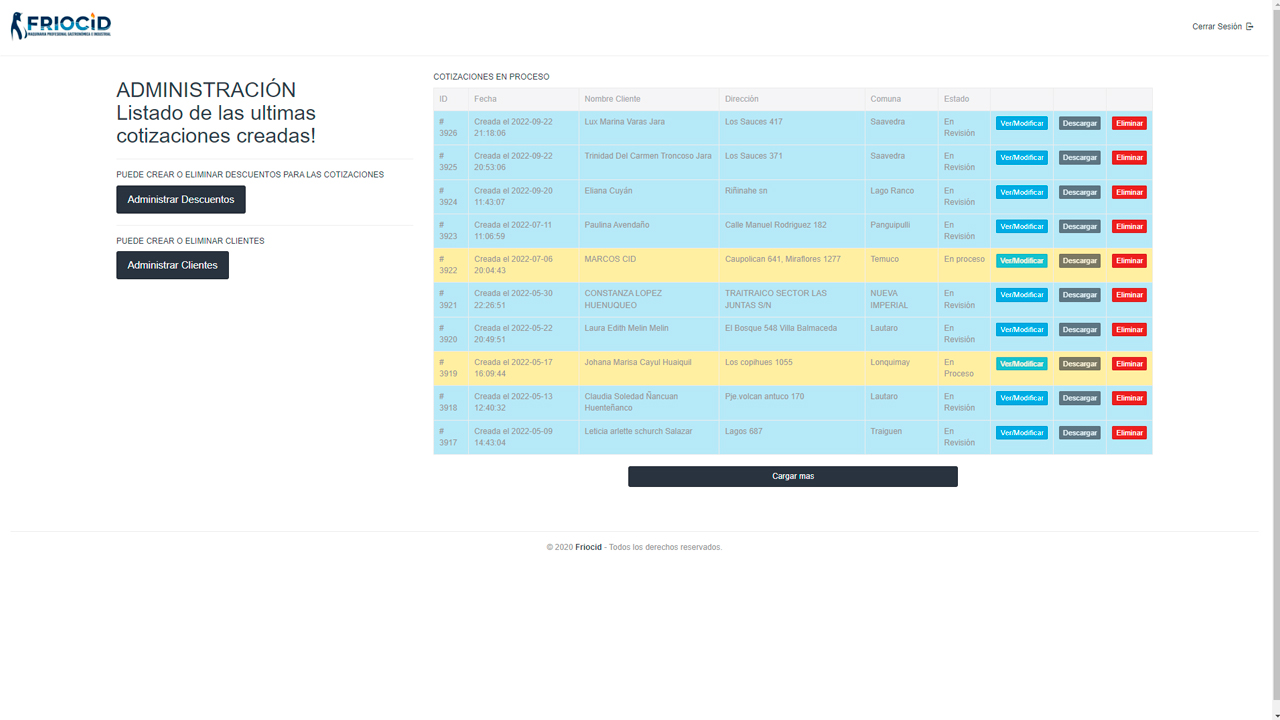 FRIOCID
MAQUINARIA PROFESIONAL GASTRONOMICA E INDUSTRIAL
Cerrar Sesión
ADMINISTRACIÓN
Listado de las ultimas
cotizaciones creadas!
PUEDE CREAR O ELIMINAR DESCUENTOS PARA LAS COTIZACIONES
Administrar Descuentos
PUEDE CREAR O ELIMINAR CLIENTES
Administrar Clientes
COTIZACIONES EN PROCESO
ID Fecha Nombre Cliente Dirección Comuna Estado
# Creada el 2022-09-22 Lux Marina Varas Jara Los Sauces 417 Saavedra En Ver/Modificar Descargar Eliminar
3926 21:18:06 Revisión
# Creada el 2022-09-22 Trinidad Del Carmen Troncoso Jara Los Sauces 371 Saavedra En Ver/Modificar Descargar Eliminar
3925 20:53:06 Revisión
# Creada el 2022-09-20 Eliana Cuyán Riñinahe sn Lago Ranco En Ver/Modificar Descargar Eliminar
3924 11:43:07 Revisión
# Creada el 2022-07-11 Paulina Avendaño Calle Manuel Rodriguez 182 Panguipulli En Ver/Modificar Descargar Eliminar
3923 11:06:59 Revisión
# Creada el 2022-07-06 MARCOS CID Caupolican 641, Miraflores 1277 Temuco En proceso Ver/Modificar Descargar Eliminar
3922 20:04:43
# Creada el 2022-05-30 CONSTANZA LOPEZ TRAITRAICO SECTOR LAS NUEVA En Ver/Modificar Descargar Eliminar
3921 22:26:51 HUENUQUEO JUNTAS S/N IMPERIAL Revisión
# Creada el 2022-05-22 Laura Edith Melin Melin El Bosque 548 Villa Balmaceda Lautaro En Ver/Modificar Descargar Eliminar
3920 20:49:51 Revisión
# Creada el 2022-05-17 Johana Marisa Cayul Huaiquil Los copihues 1055 Lonquimay En Ver/Modificar Descargar Eliminar
3919 16:09:44 Proceso
# Creada el 2022-05-13 Claudia Soledad Ñancuan Pje.volcan antuco 170 Lautaro En Ver/Modificar Descargar Eliminar
3918 12:40:32 Huenteñanco Revisión
# Creada el 2022-05-09 Leticia arlette schurch Salazar Lagos 687 Traiguen En Ver/Modificar Descargar Eliminar
3917 14:43:04 Revisión
Cargar mas
© 2020 Friocid - Todos los derechos reservados.